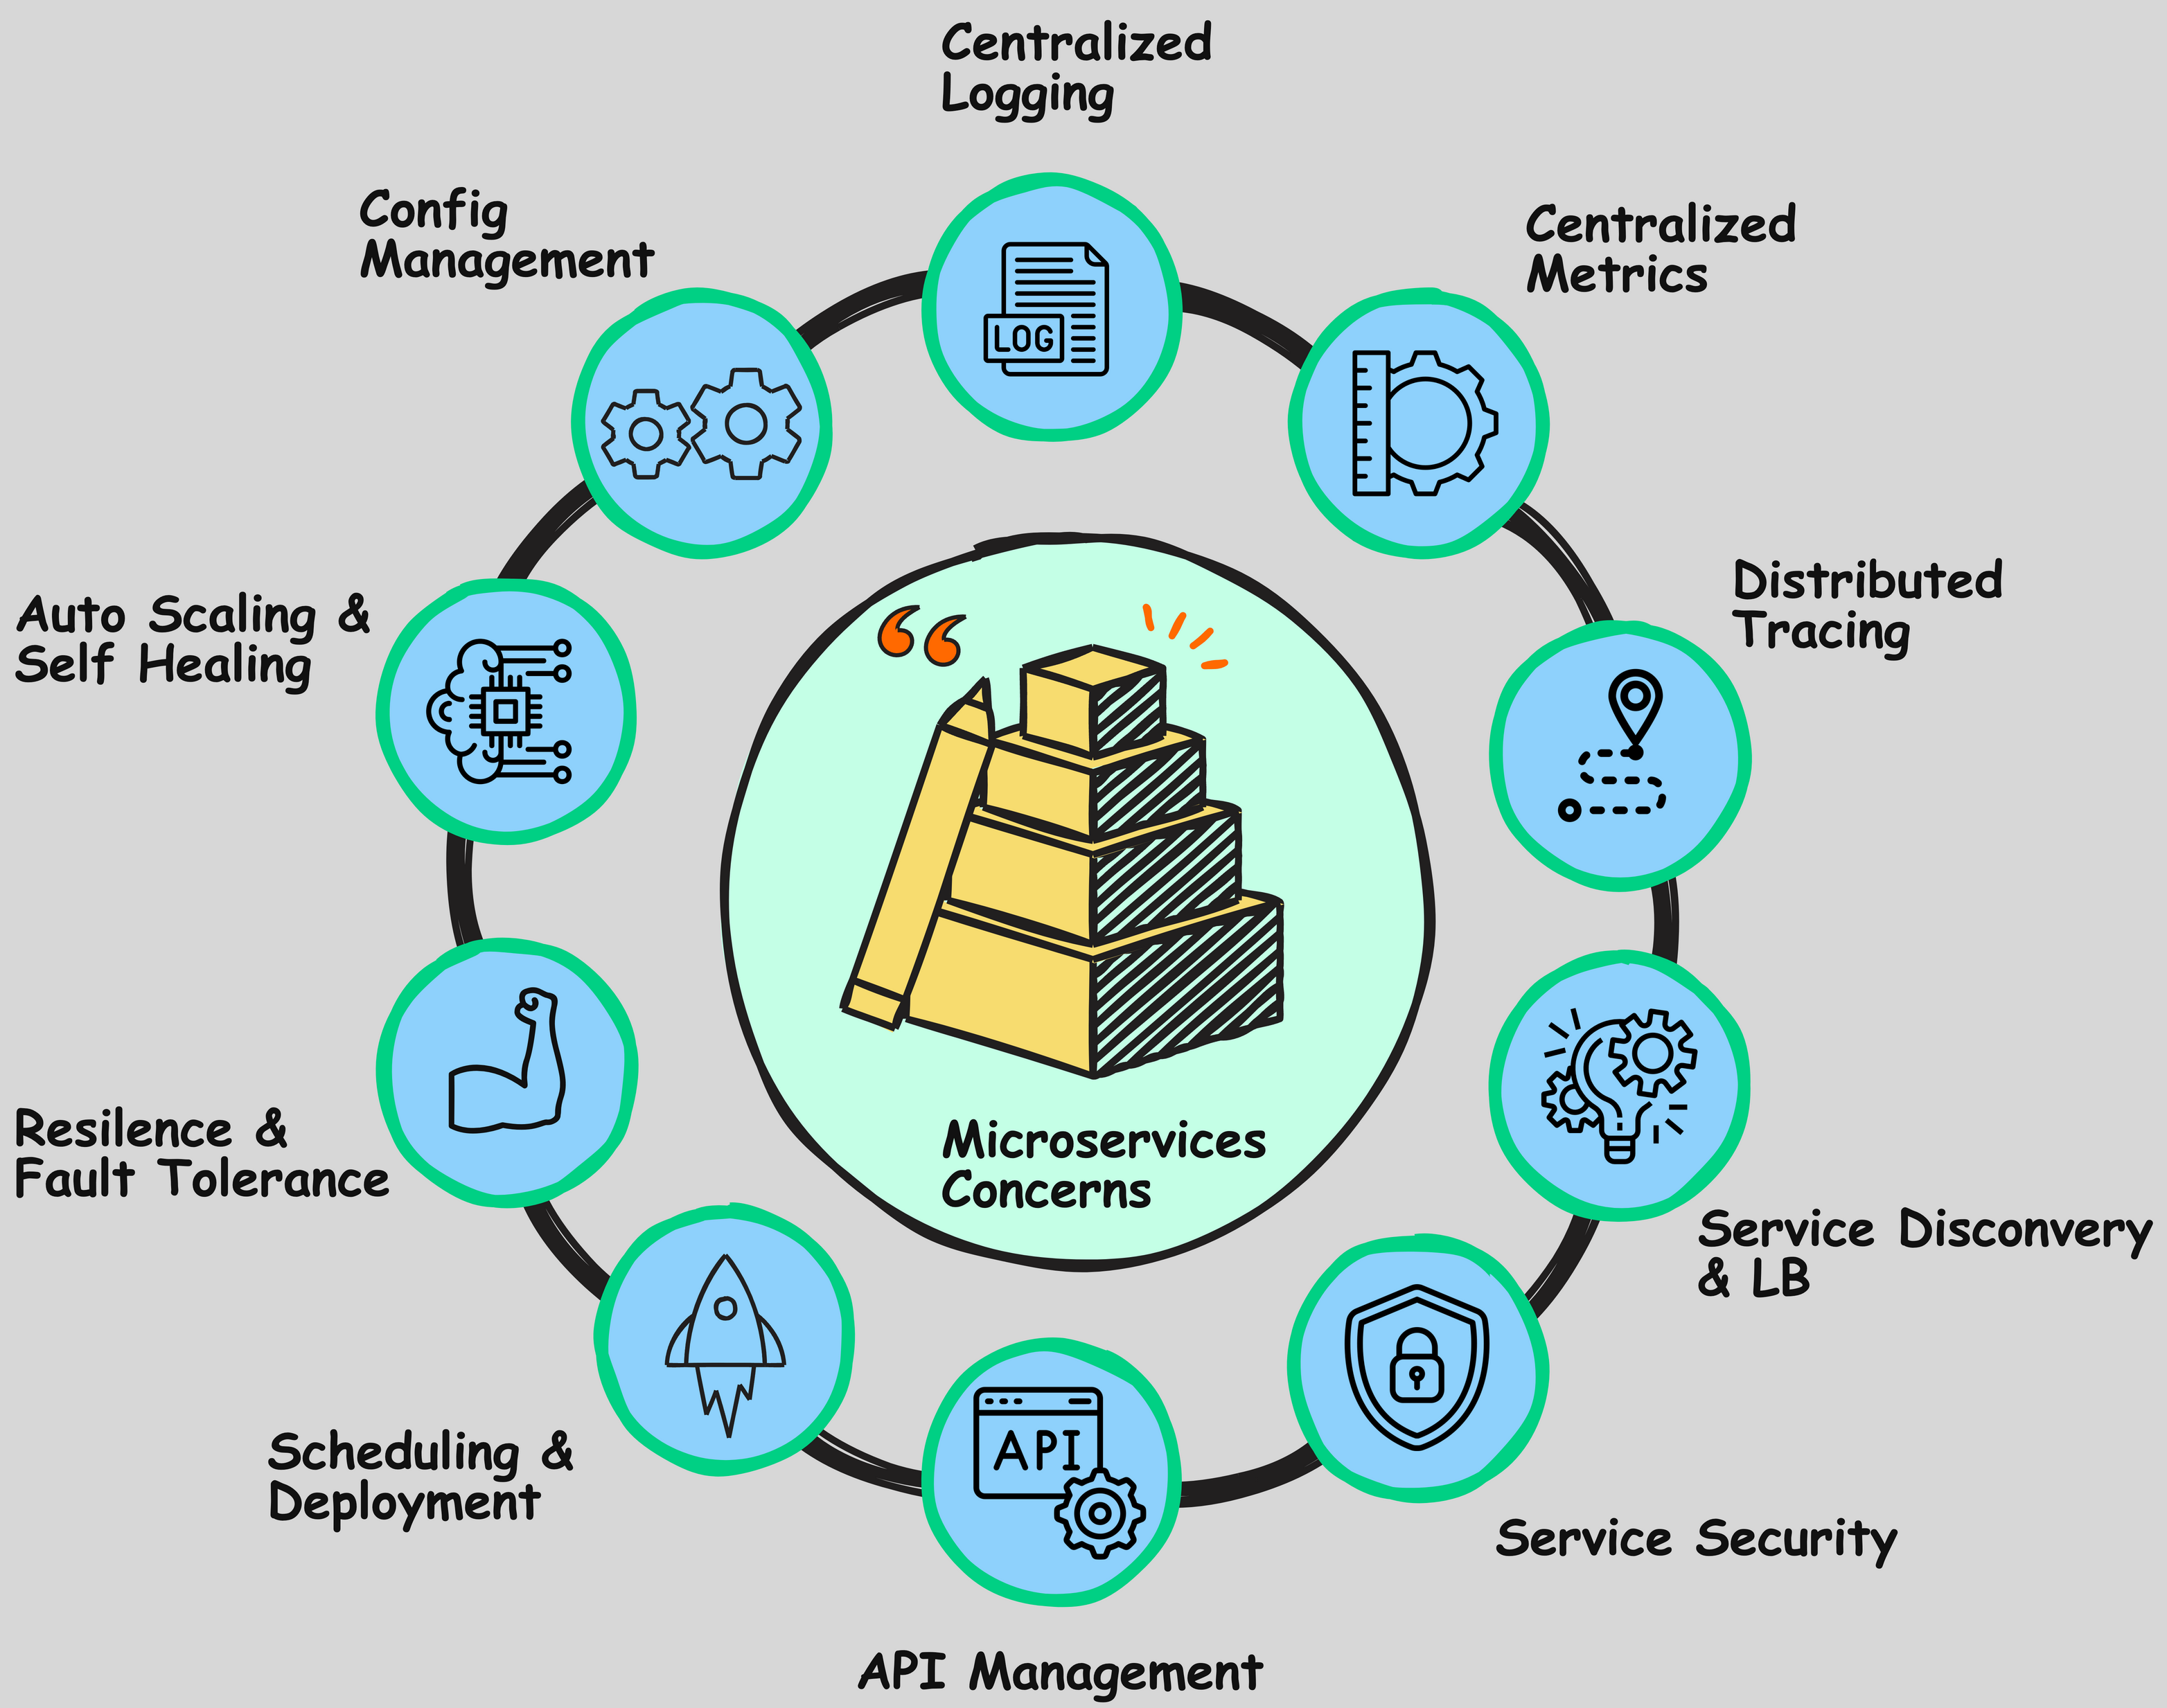 Centralized
Logging
Config
Management
Centralized
Metrics
LOG
Distributed
Tracing
Auto Scaling &
Self Healing
Microservices
Concerns
Resilence &
Fault Tolerance
Service Disconvery
& LB
Scheduling &
Deployment
API
Service Security
API Management